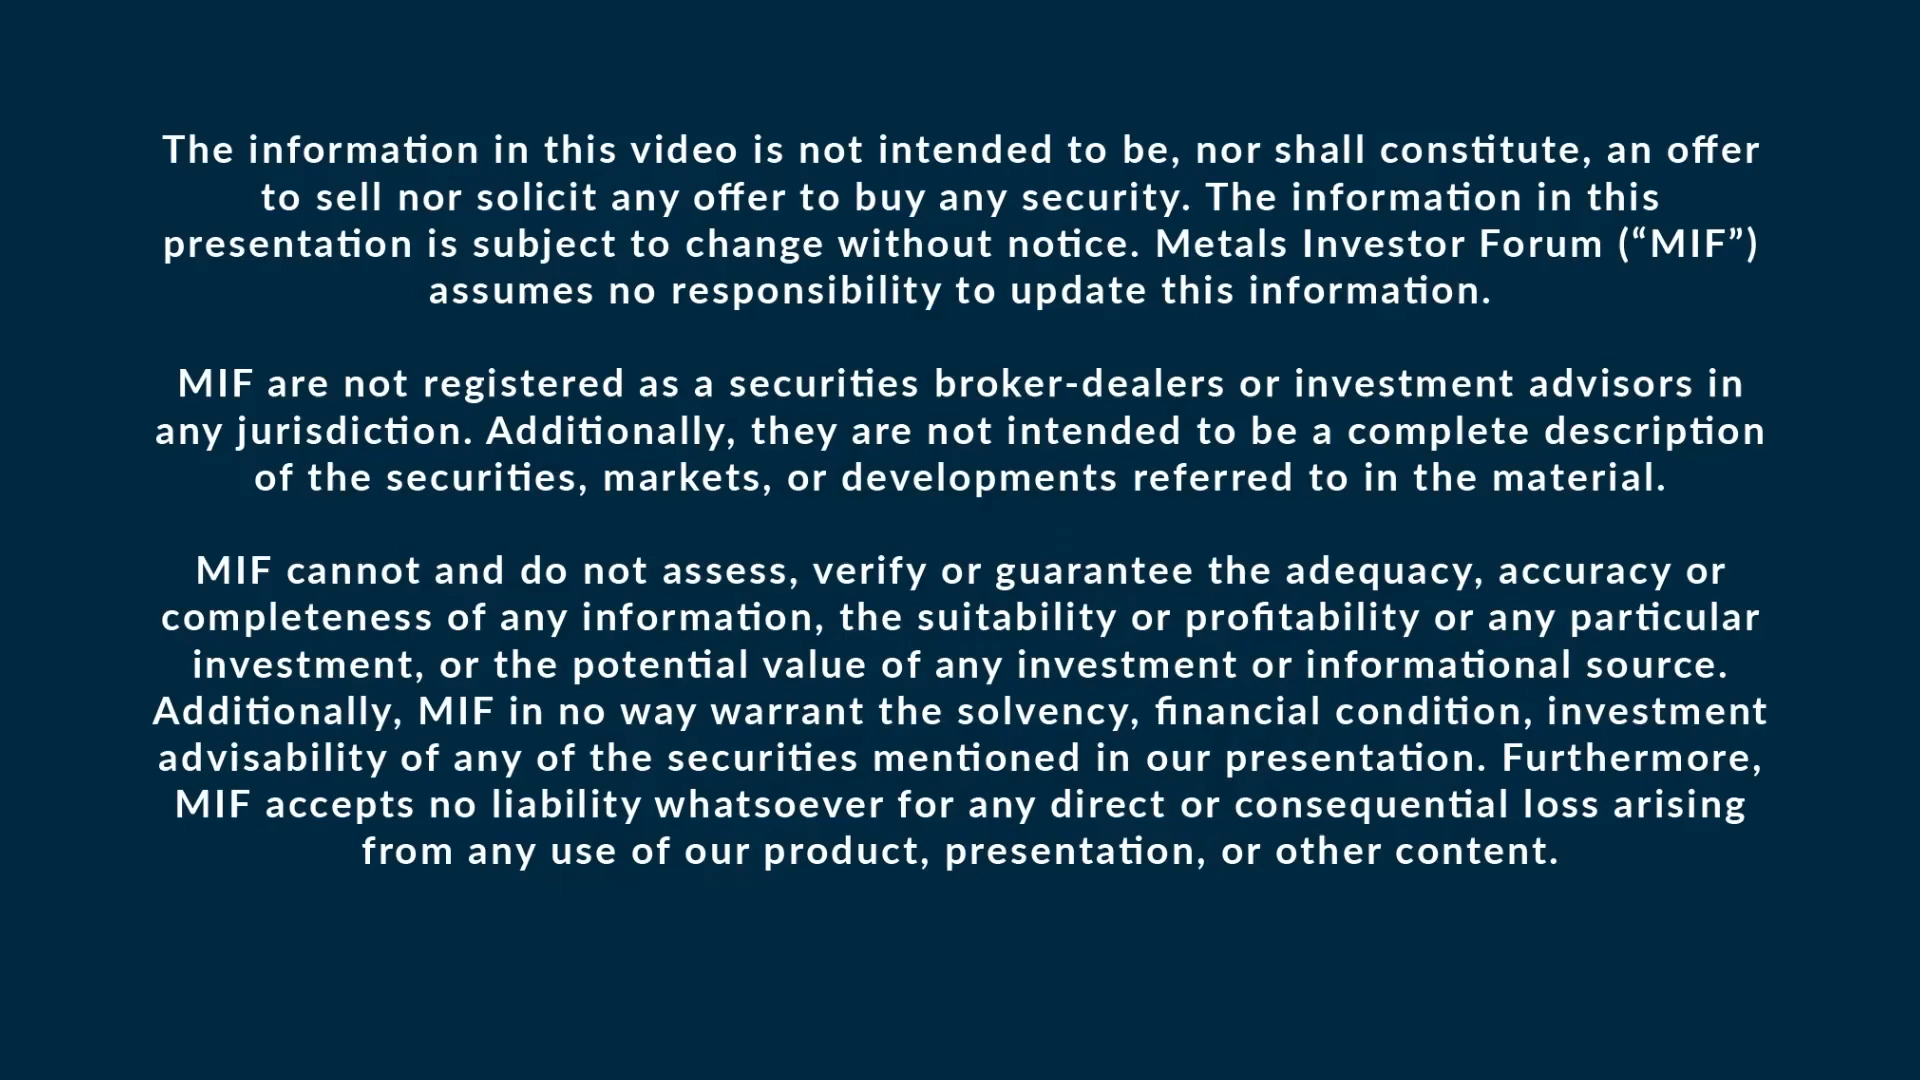 The information in this video is not intended to be, nor shall constitute, an offer
to sell nor solicit any offer to buy any security. The information in this
presentation is subject to change without notice. Metals Investor Forum (“MIF”)
assumes no responsibility to update this information.
MIF are not registered as a securities broker-dealers or investment advisors in
any jurisdiction. Additionally, they are not intended to be a complete description
of the securities, markets, or developments referred to in the material.
MIF cannot and do not assess, verify or guarantee the adequacy, accuracy or
completeness of any information, the suitability or profitability or any particular
investment, or the potential value of any investment or informational source.
Additionally, MIF in no way warrant the solvency, financial condition, investment
advisability of any of the securities mentioned in our presentation. Furthermore,
MIF accepts no liability whatsoever for any direct or consequential loss arising
from any use of our product, presentation, or other content.